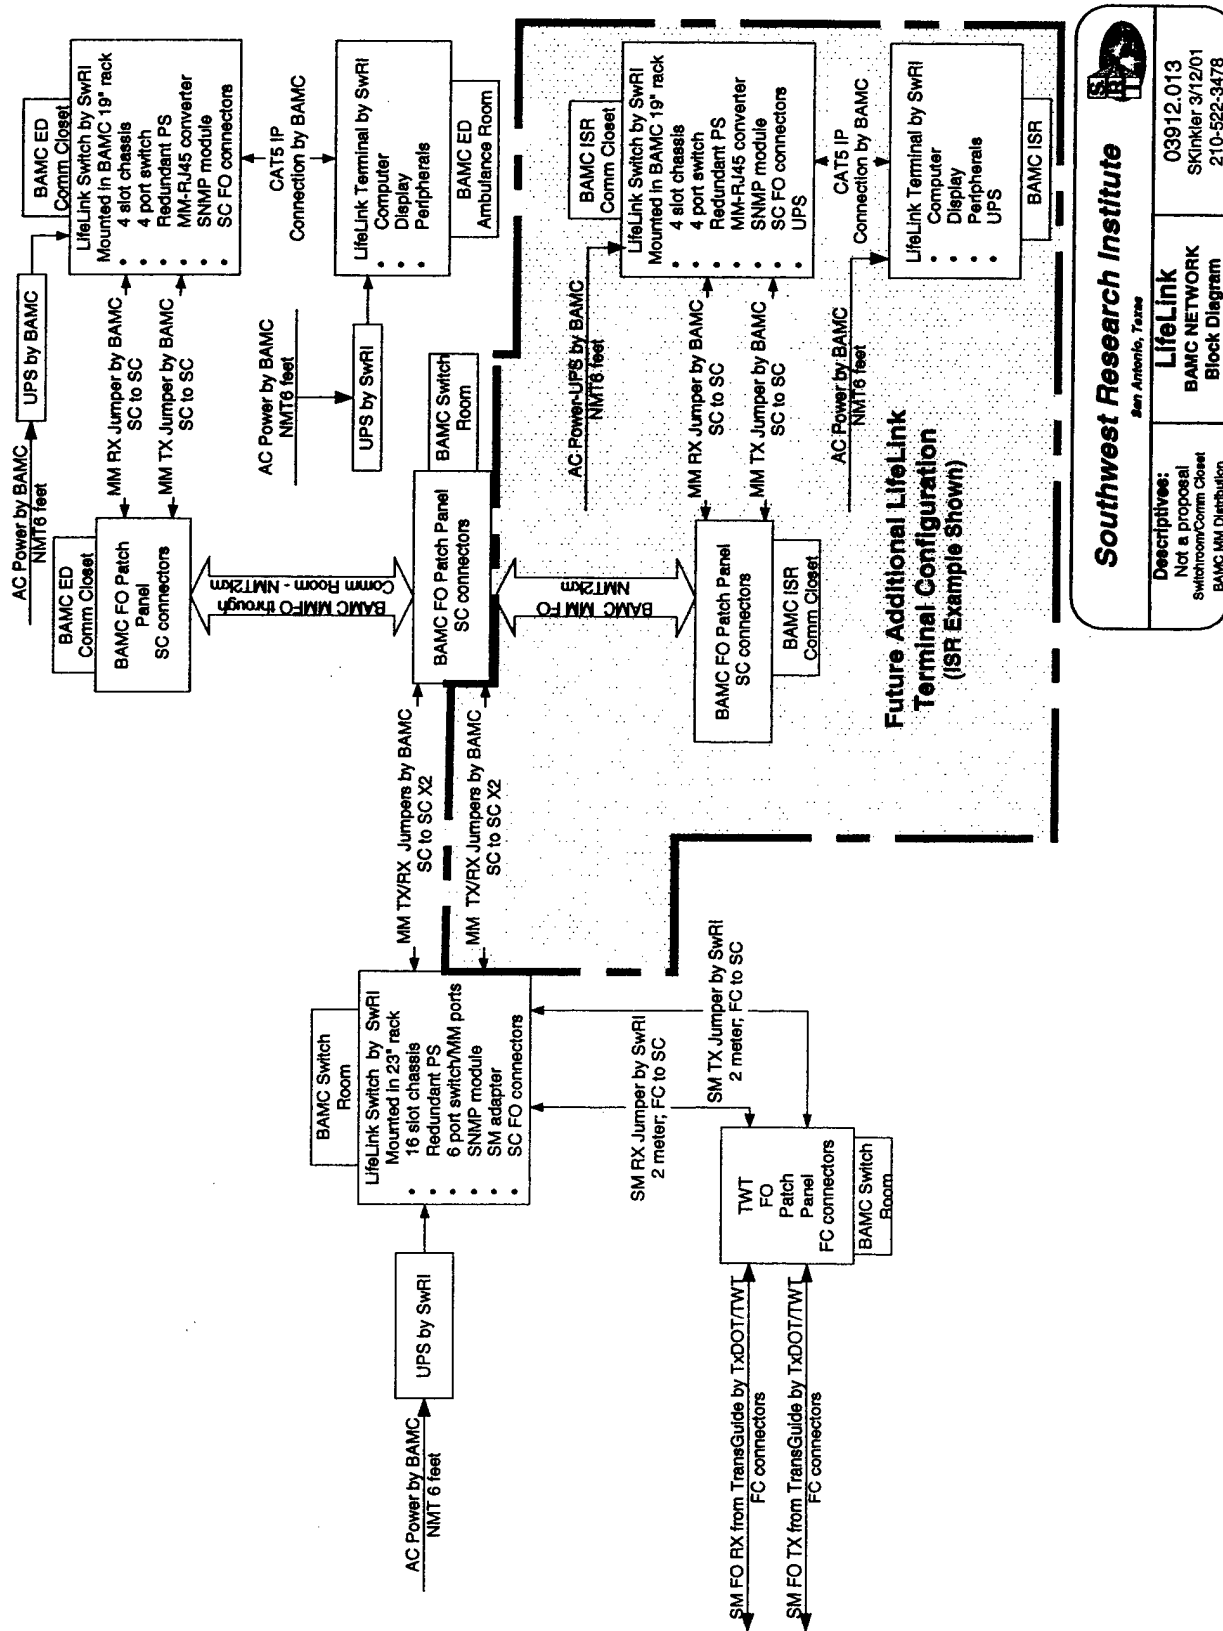 AC Power by BAMC
NMT6 feet
UPS by BAMC
BAMC ED
Comm Closet
LifeLink Switch by SwRI
Mounted in BAMC 19" rack
• 4 slot chassis
• 4 port switch
• Redundant PS
• MM-RJ45 converter
• SNMP module
• SC FO connectors
BAMC ED
Comm Closet
BAMC FO Patch
Panel
SC connectors
MM RX Jumper by BAMC
SC to SC
MM TX Jumper by BAMC
SC to SC
CAT5 IP
Connection by BAMC
AC Power by BAMC
NMT6 feet
UPS by SwRI
LifeLink Terminal by SwRI
• Computer
• Display
• Peripherals
BAMC ED
Ambulance Room
BAMC MMFO through
Comm Room - NMT2km
BAMC FO Patch Panel
SC connectors
BAMC Switch
Room
MM TX/RX Jumpers by BAMC
SC to SC X2
MM TX/RX Jumpers by BAMC
SC to SC X2
BAMC Switch
Room
LifeLink Switch by SwRI
Mounted in 23" rack
• 16 slot chassis
• Redundant PS
• 6 port switch/MM ports
• SNMP module
• SM adapter
• SC FO connectors
AC Power by BAMC
NMT 6 feet
UPS by SwRI
BAMC MM FO
NMT2km
BAMC FO Patch Panel
SC connectors
BAMC ISR
Comm Closet
AC Power-UPS by BAMC
NMT6 feet
MM RX Jumper by BAMC
SC to SC
MM TX Jumper by BAMC
SC to SC
BAMC ISR
Comm Closet
LifeLink Switch by SwRI
Mounted in BAMC 19" rack
• 4 slot chassis
• 4 port switch
• Redundant PS
• MM-RJ45 converter
• SNMP module
• SC FO connectors
• UPS
CAT5 IP
Connection by BAMC
AC Power by BAMC
NMT6 feet
LifeLink Terminal by SwRI
• Computer
• Display
• Peripherals
• UPS
BAMC ISR
Future Additional LifeLink
Terminal Configuration
(ISR Example Shown)
SM RX Jumper by SwRI
2 meter; FC to SC
SM TX Jumper by SwRI
2 meter; FC to SC
TWT
FO
Patch
Panel
FC connectors
BAMC Switch
Room
SM FO RX from TransGuide by TxDOT/TWT
FC connectors
SM FO TX from TransGuide by TxDOT/TWT
FC connectors
Southwest Research Institute
San Antonio, Texas
SwRI
Descriptives:
Not a proposal
Switchroom/Comm Closet
BAMC MM Distribution
LifeLink
BAMC NETWORK
Block Diagram
03912.013
SKinkler 3/12/01
210-522-3478